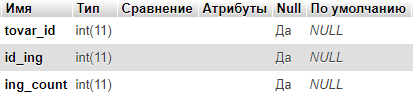 Имя Тип Сравнение Атрибуты Null По умолчанию
tovar_id int(11) Да NULL
id_ing int(11) Да NULL
ing_count int(11) Да NULL